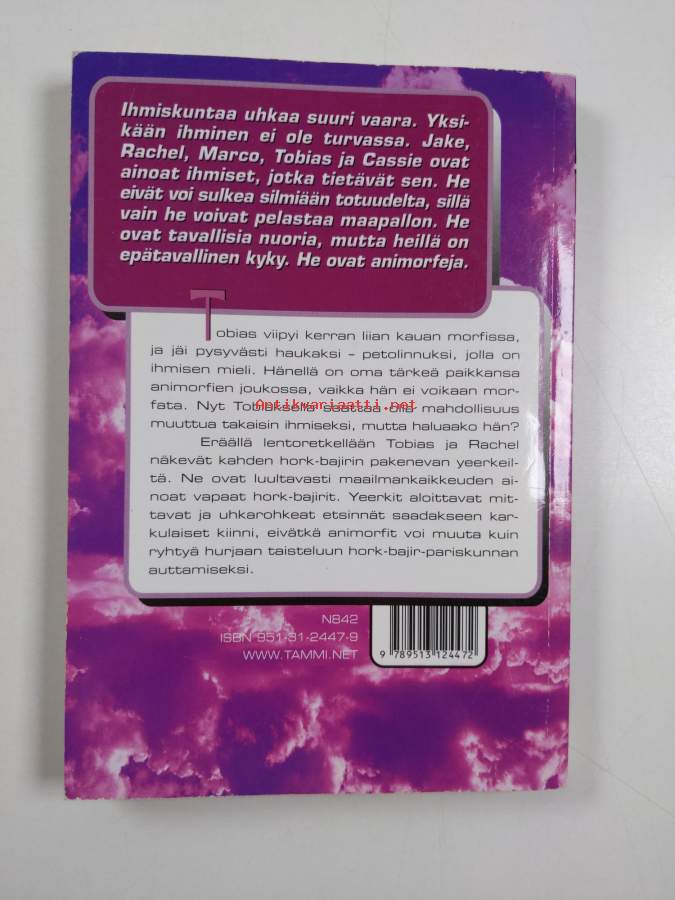 Ihmiskuntaa uhkaa suuri vaara. Yksi-
kään ihminen ei ole turvassa. Jake,
Rachel, Marco, Tobias ja Cassie ovat
ainoat ihmiset, jotka tietävät sen. He
eivät voi sulkea silmiään totuudelta, sillä
vain he voivat pelastaa maapallon. He
ovat tavallisia nuoria, mutta heillä on
epätavallinen kyky. He ovat animorfeja.
Tobias viipyi kerran liian kauan morfissa,
ja jäi pysyvästi haukaksi – petolinnuksi, jolla on
ihmisen mieli. Hänellä on oma tärkeä paikkansa
animorfien joukossa, vaikka hän ei voikaan mor-
fata. Nyt Tobiaksella saattaa olla mahdollisuus
Antikvariaatti.net
muuttua takaisin ihmiseksi, mutta haluaako hän?
Eräällä lentoretkellään Tobias ja Rachel
näkevät kahden hork-bajirin pakenevan yeerkeil-
tä. Ne ovat luultavasti maailmankaikkeuden ai-
noat vapaat hork-bajirit. Yeerkit aloittavat mit-
tavat ja uhkarohkeat etsinnät saadakseen kar-
kulaiset kiinni, eivätkä animorfit voi muuta kuin
ryhtyä hurjaan taisteluun hork-bajir-pariskunnan
auttamiseksi.
N842
ISBN 951-31-2447-9
WWW.TAMMI.NET
9 789513 124472